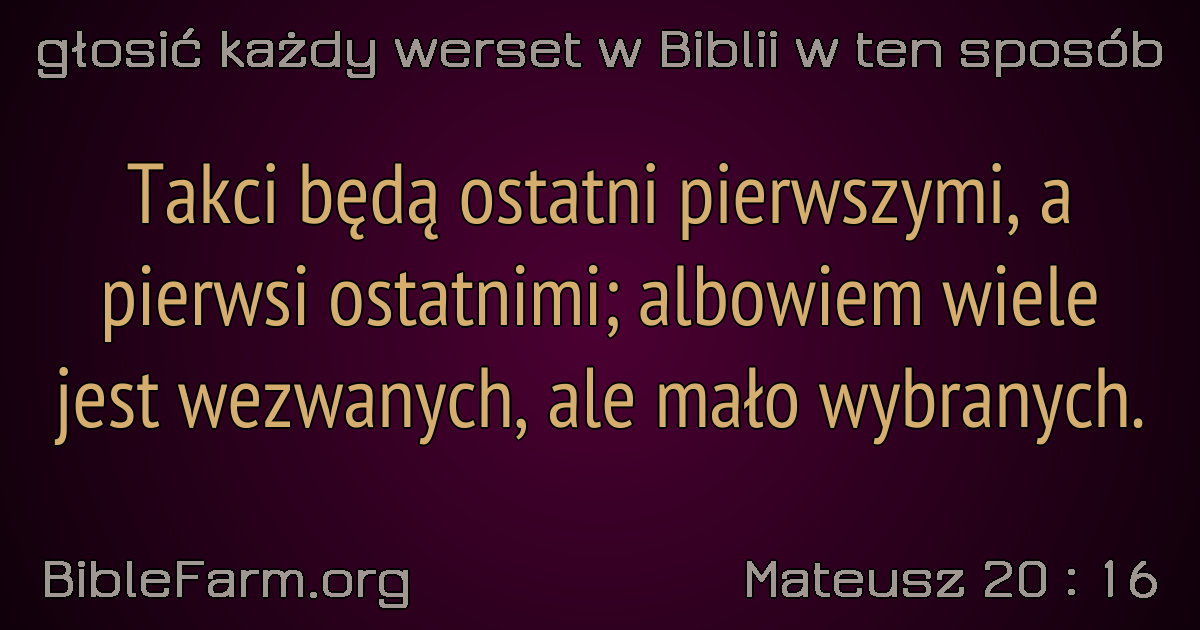 głosić każdy werset w Biblii w ten sposób
Takci będą ostatni pierwszymi, a
pierwsi ostatnimi; albowiem wiele
jest wezwanych, ale mało wybranych.
BibleFarm.org
Mateusz 20 : 16